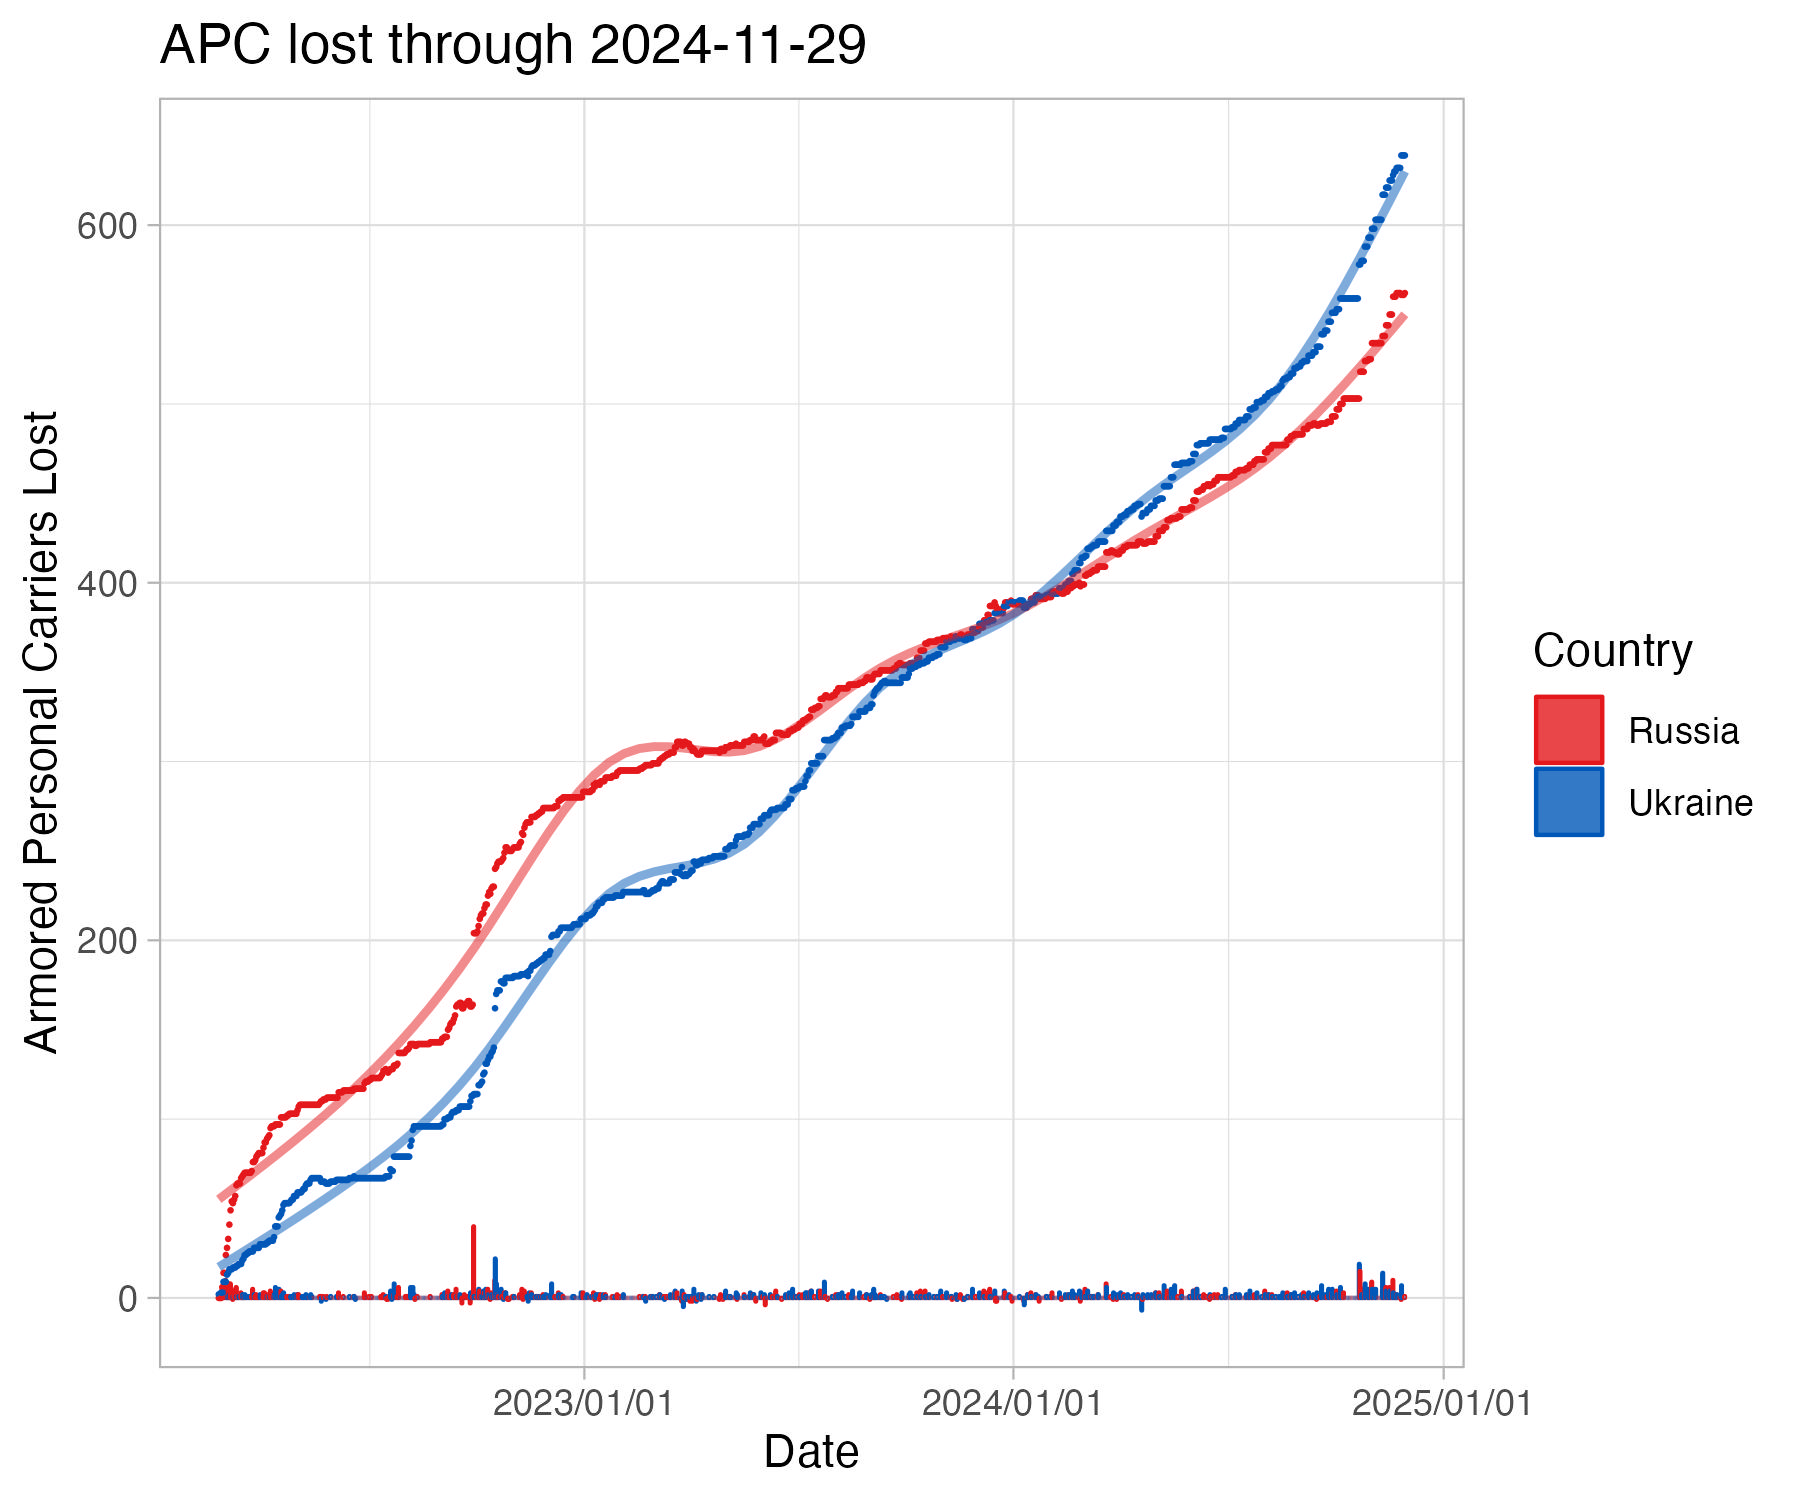 APC lost through 2024-11-29
Armored Personal Carriers Lost
600
400
200
0
2023/01/01
2024/01/01
2025/01/01
Date
Country
Russia
Ukraine